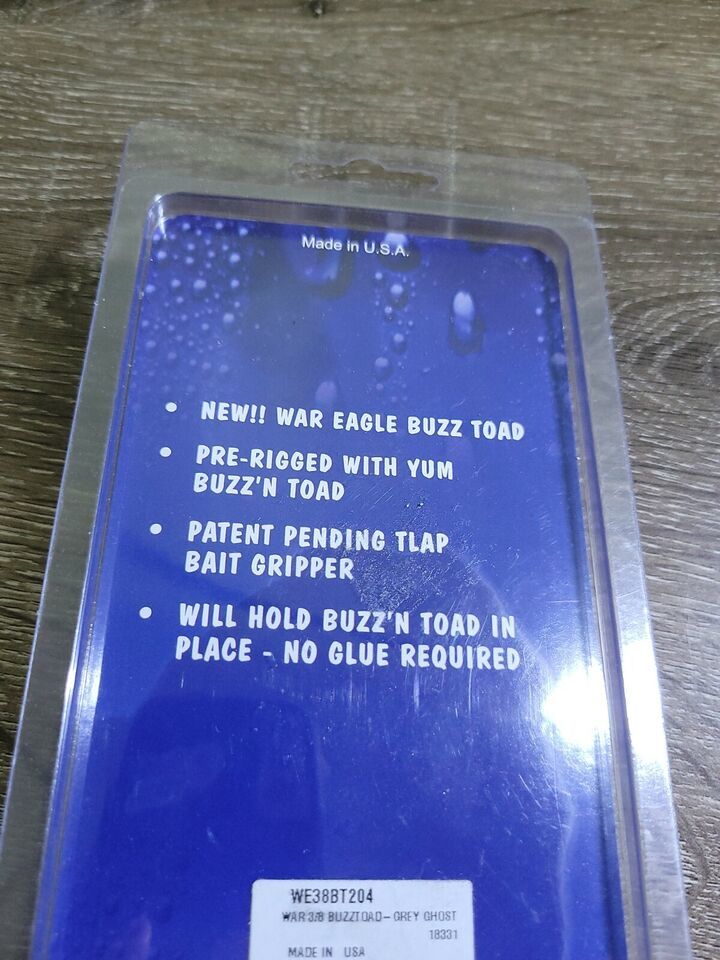 Made in U.S.A.
• NEW!! WAR EAGLE BUZZ TOAD
• PRE-RIGGED WITH YUM
BUZZ'N TOAD
• PATENT PENDING TLAP
BAIT GRIPPER
• WILL HOLD BUZZ'N TOAD IN
PLACE - NO GLUE REQUIRED
WE38BT204
WAR 3/8 BUZZTOAD- GREY GHOST
18331
MADE IN USA